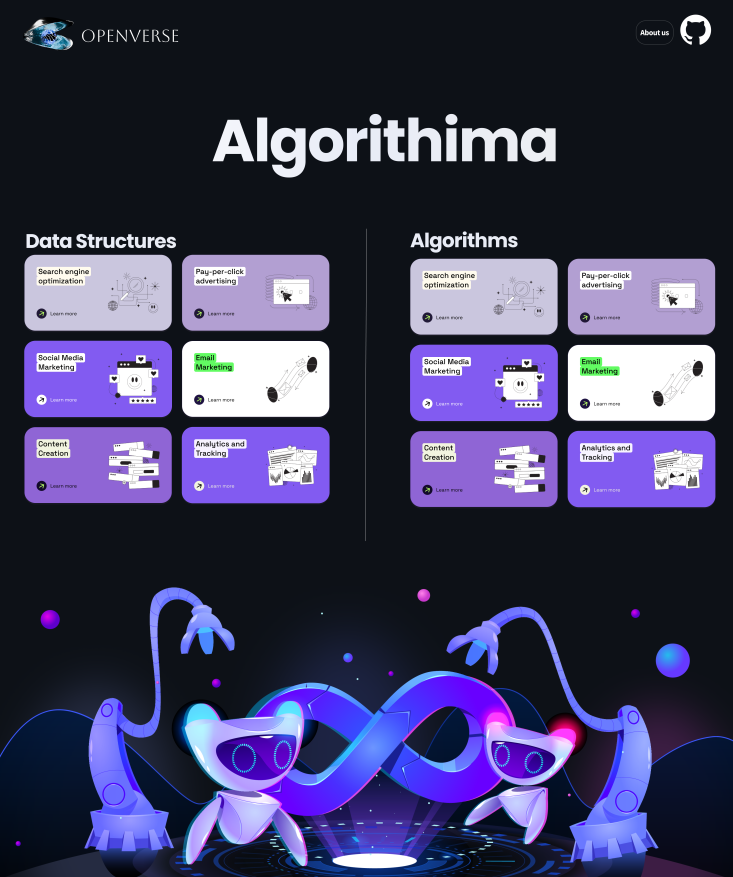 OPENVERSE
About us
Algorithima
Data Structures
Search engine
optimization
Learn more
Pay-per-click
advertising
Learn more
Social Media
Marketing
Learn more
Email
Marketing
Learn more
Content
Creation
Learn more
Analytics and
Tracking
Learn more
Algorithms
Search engine
optimization
Learn more
Pay-per-click
advertising
Learn more
Social Media
Marketing
Learn more
Email
Marketing
Learn more
Content
Creation
Learn more
Analytics and
Tracking
Learn more